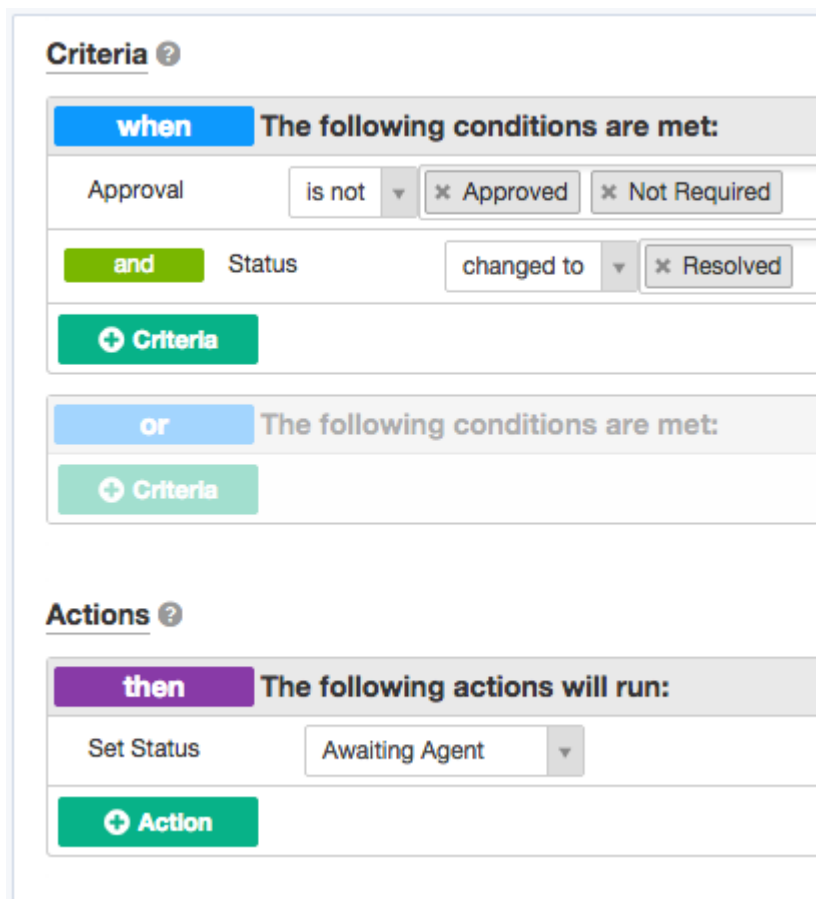 Criteria ?
when The following conditions are met:
Approval is not × Approved × Not Required
and Status changed to × Resolved
+ Criteria
or The following conditions are met:
+ Criteria
Actions ?
then The following actions will run:
Set Status Awaiting Agent
+ Action